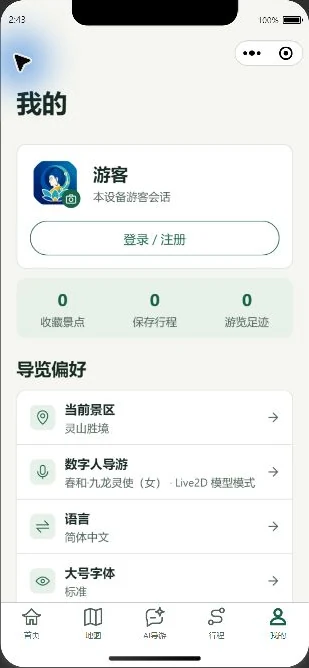 2:43
100%
我的
游客
本设备游客会话
登录 / 注册
0 0 0
收藏景点 保存行程 游览足迹
导览偏好
当前景区
灵山胜境
数字人导游
春和·九龙灵使（女） · Live2D 模型模式
语言
简体中文
大号字体
标准
首页 地图 AI导游 行程 我的